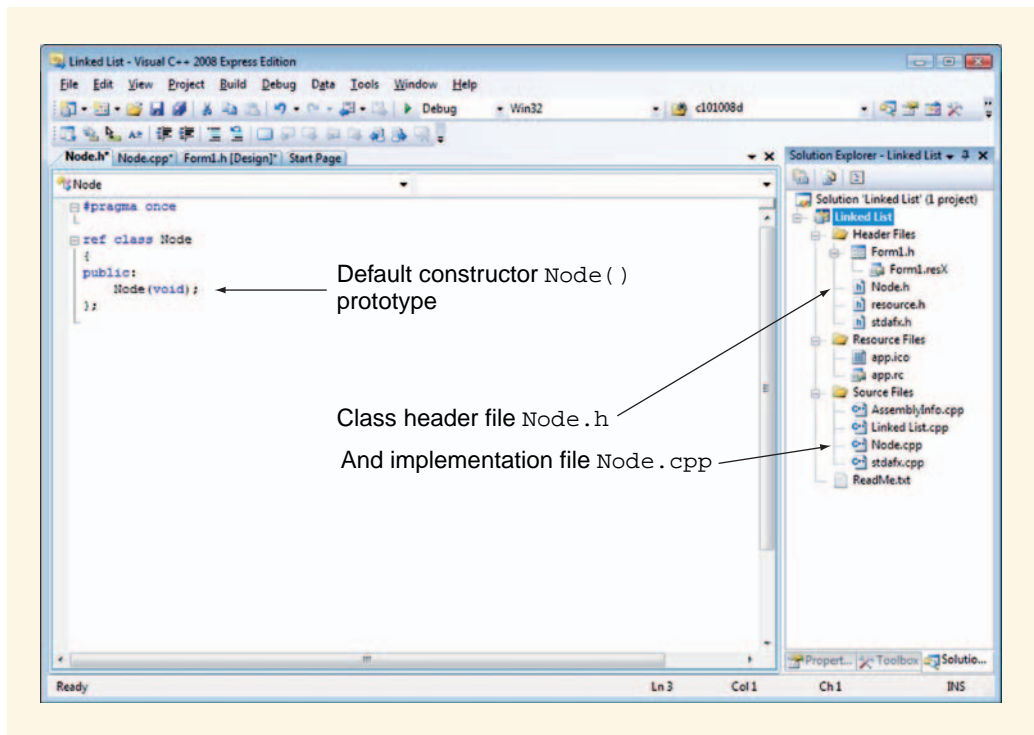 Linked List - Visual C++ 2008 Express Edition
File Edit View Project Build Debug Data Tools Window Help
Debug Win32 c101008d
Node.h* Node.cpp* Form1.h [Design]* Start Page
Solution Explorer - Linked List
Node
#pragma once
ref class Node
{
public:
Node(void);
};
Default constructor Node()
prototype
Class header file Node.h
And implementation file Node.cpp
Solution 'Linked List' (1 project)
Linked List
Header Files
Form1.h
Form1.resX
Node.h
resource.h
stdafx.h
Resource Files
app.ico
app.rc
Source Files
AssemblyInfo.cpp
Linked List.cpp
Node.cpp
stdafx.cpp
ReadMe.txt
Propert... Toolbox Solutio...
Ready Ln 3 Col 1 Ch 1 INS